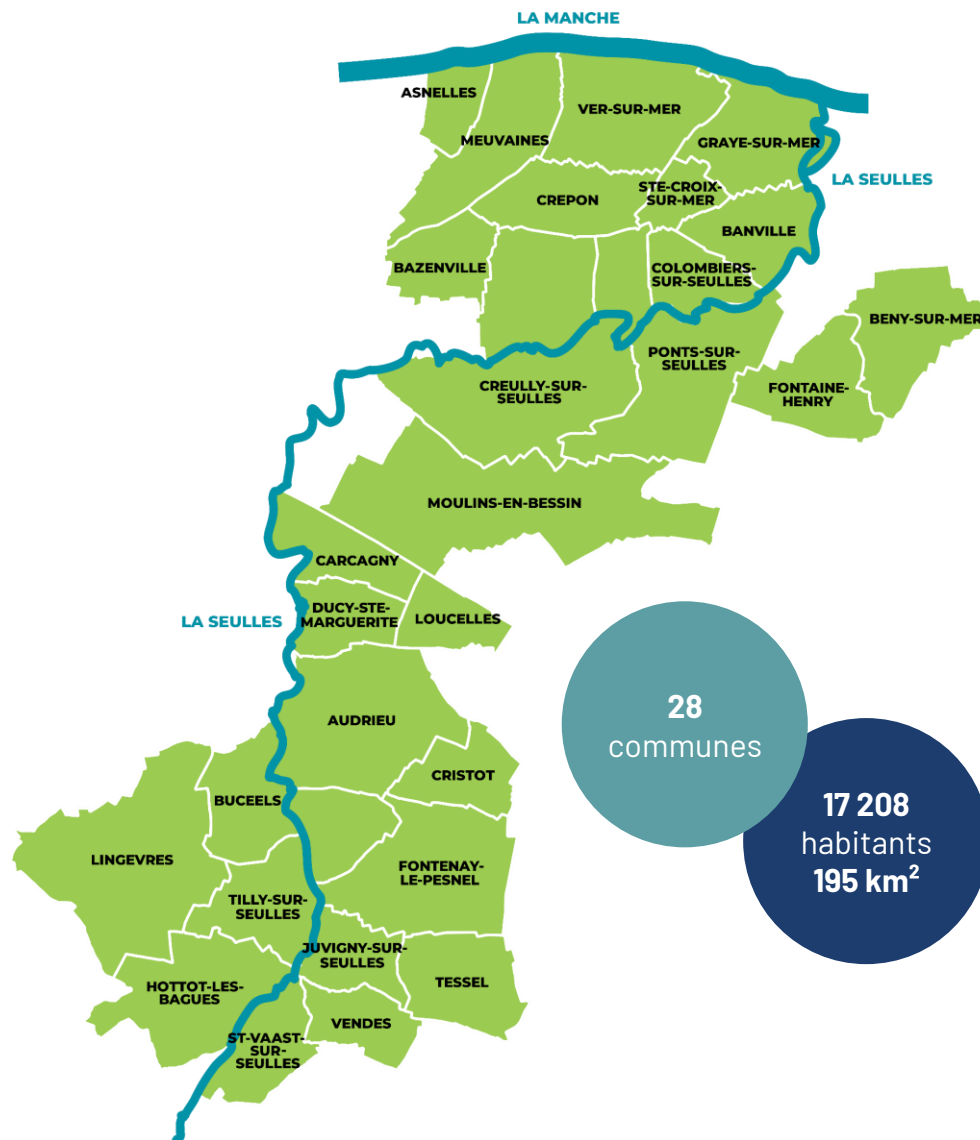 LA MANCHE
ASNELLES
VER-SUR-MER
MEUVAINES
GRAYE-SUR-MER
LA SEULLES
STE-CROIX-
SUR-MER
CREPON
BANVILLE
BAZENVILLE
COLOMBIERS-
SUR-SEULLES
BENY-SUR-MER
PONTS-SUR-
SEULLES
CREULLY-SUR-
SEULLES
FONTAINE-
HENRY
MOULINS-EN-BESSIN
CARCAGNY
DUCY-STE-
MARGUERITE
LOUCELLES
LA SEULLES
AUDRIEU
CRISTOT
BUCEELS
LINGEVRES
FONTENAY-
LE-PESNEL
TILLY-SUR-
SEULLES
JUVIGNY-SUR-
SEULLES
TESSEL
HOTTOT-LES-
BAGUES
VENDES
ST-VAAST-
SUR-
SEULLES
28
communes
17 208
habitants
195 km²